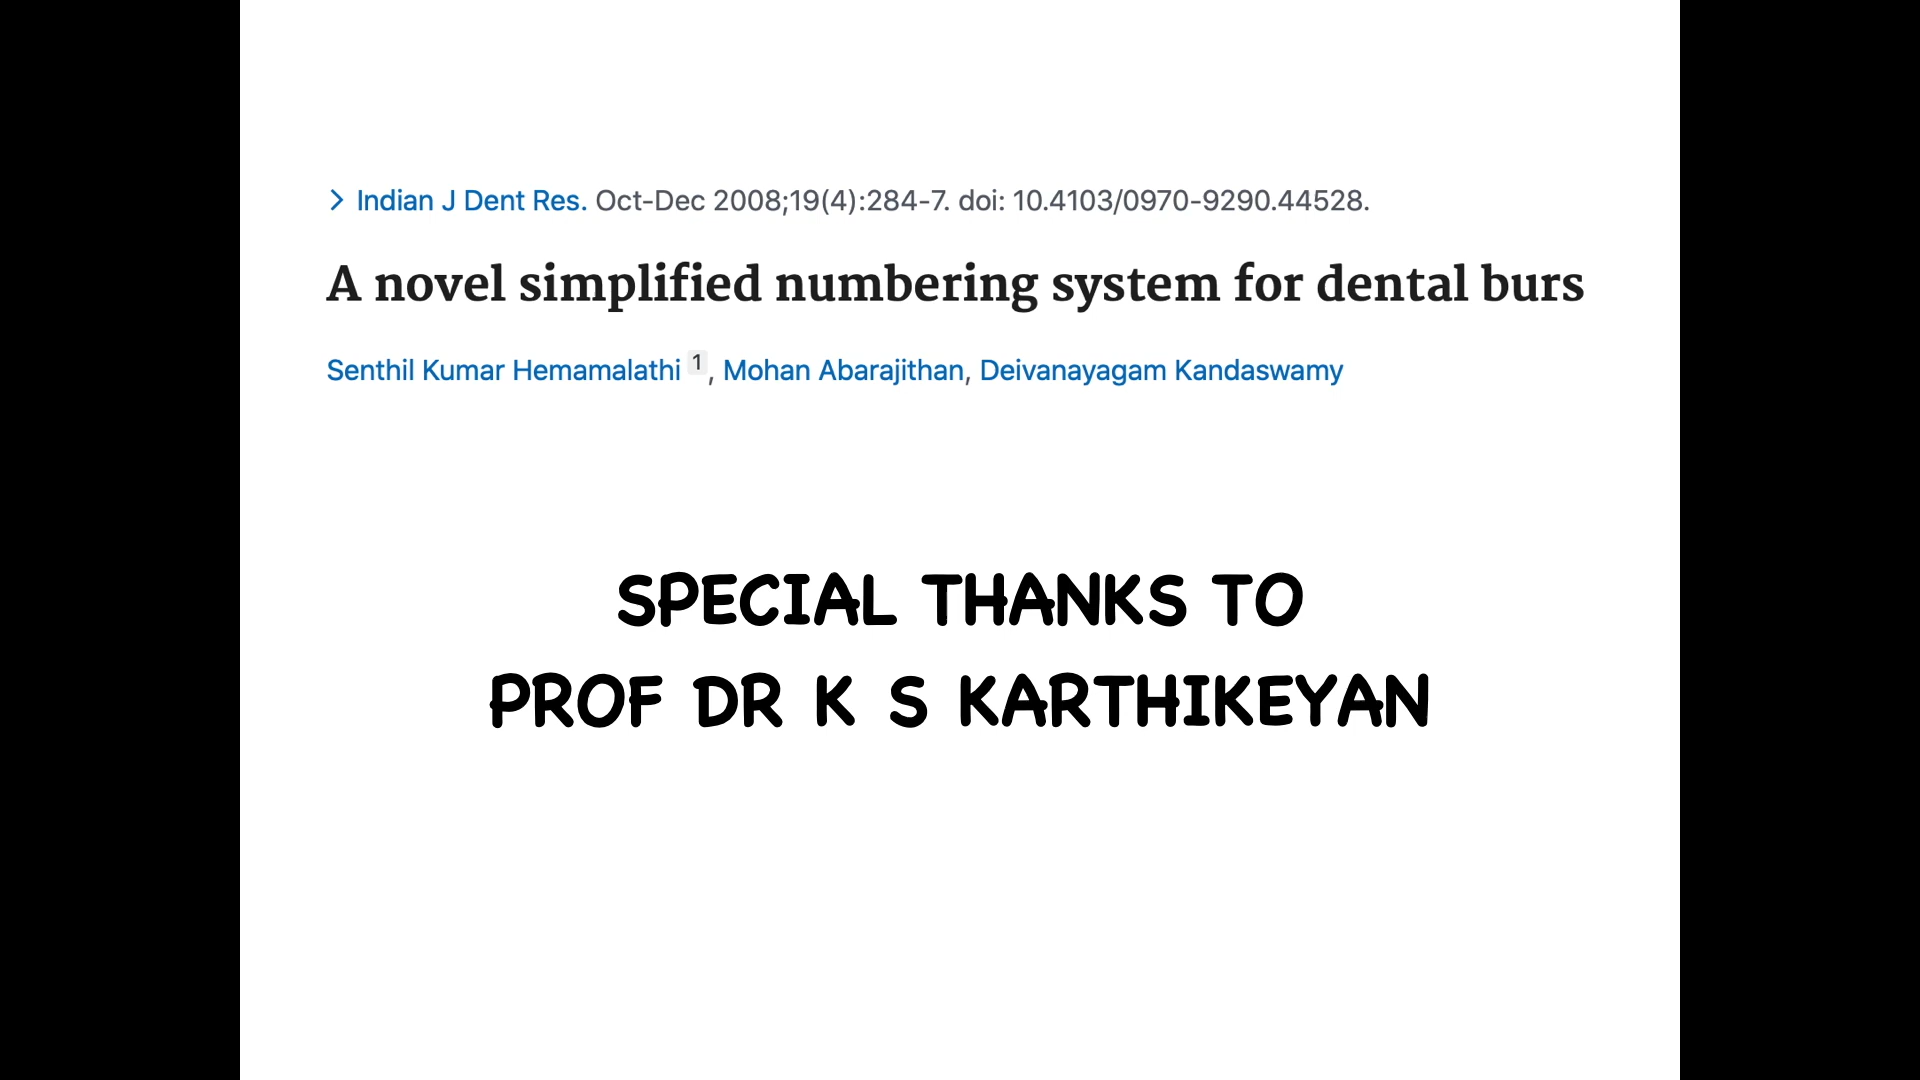 > Indian J Dent Res. Oct-Dec 2008;19(4):284-7. doi: 10.4103/0970-9290.44528.
A novel simplified numbering system for dental burs
Senthil Kumar Hemamalathi 1, Mohan Abarajithan, Deivanayagam Kandaswamy
SPECIAL THANKS TO
PROF DR K S KARTHIKEYAN